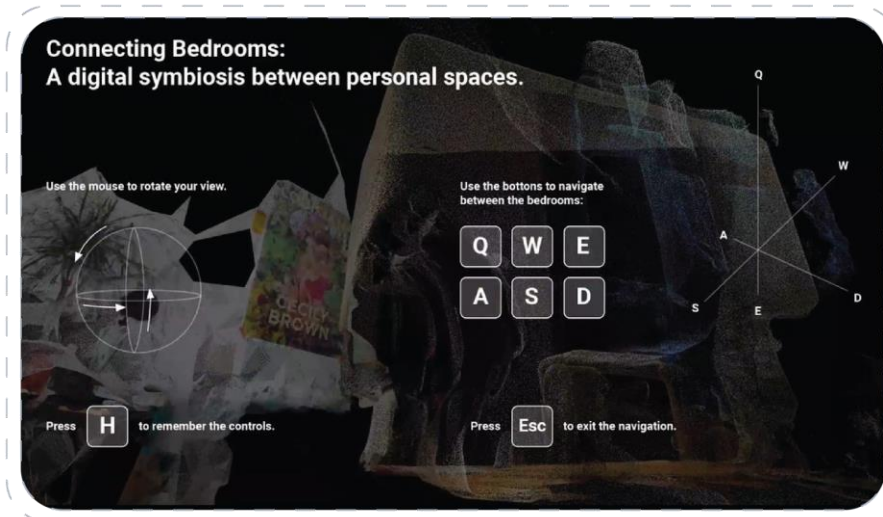 Connecting Bedrooms:
A digital symbiosis between personal spaces.
Use the mouse to rotate your view.
CECILY
BROWN
Press H to remember the controls.
Use the bottons to navigate
between the bedrooms:
Q W E
A S D
Press Esc to exit the navigation.
Q
W
A
S
E
D